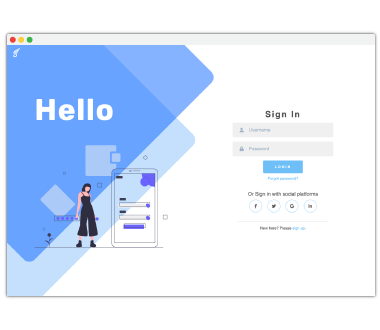 Hello
Sign In
Username
Password
LOGIN
Forgot password?
Or Sign in with social platforms
New here? Please sign up.